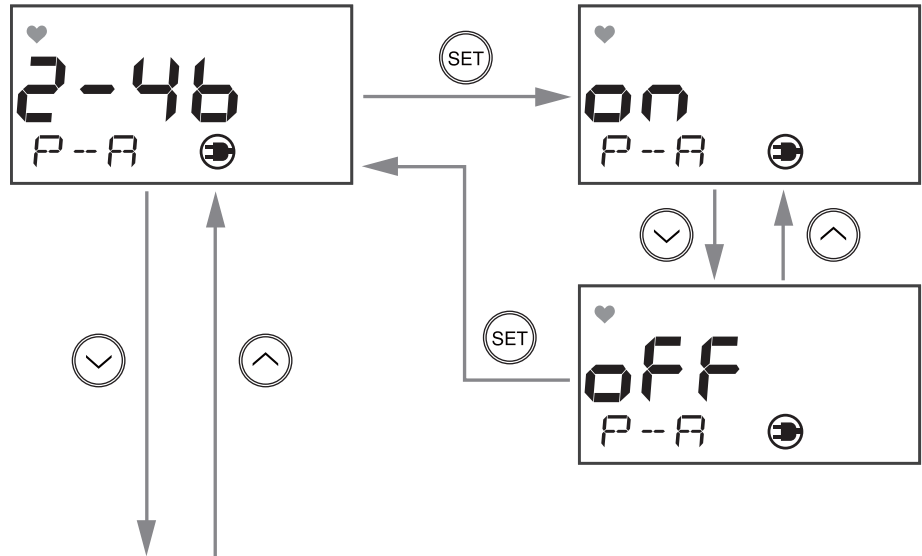 2-4b
P--A
SET
on
P--A
SET
oFF
P--A